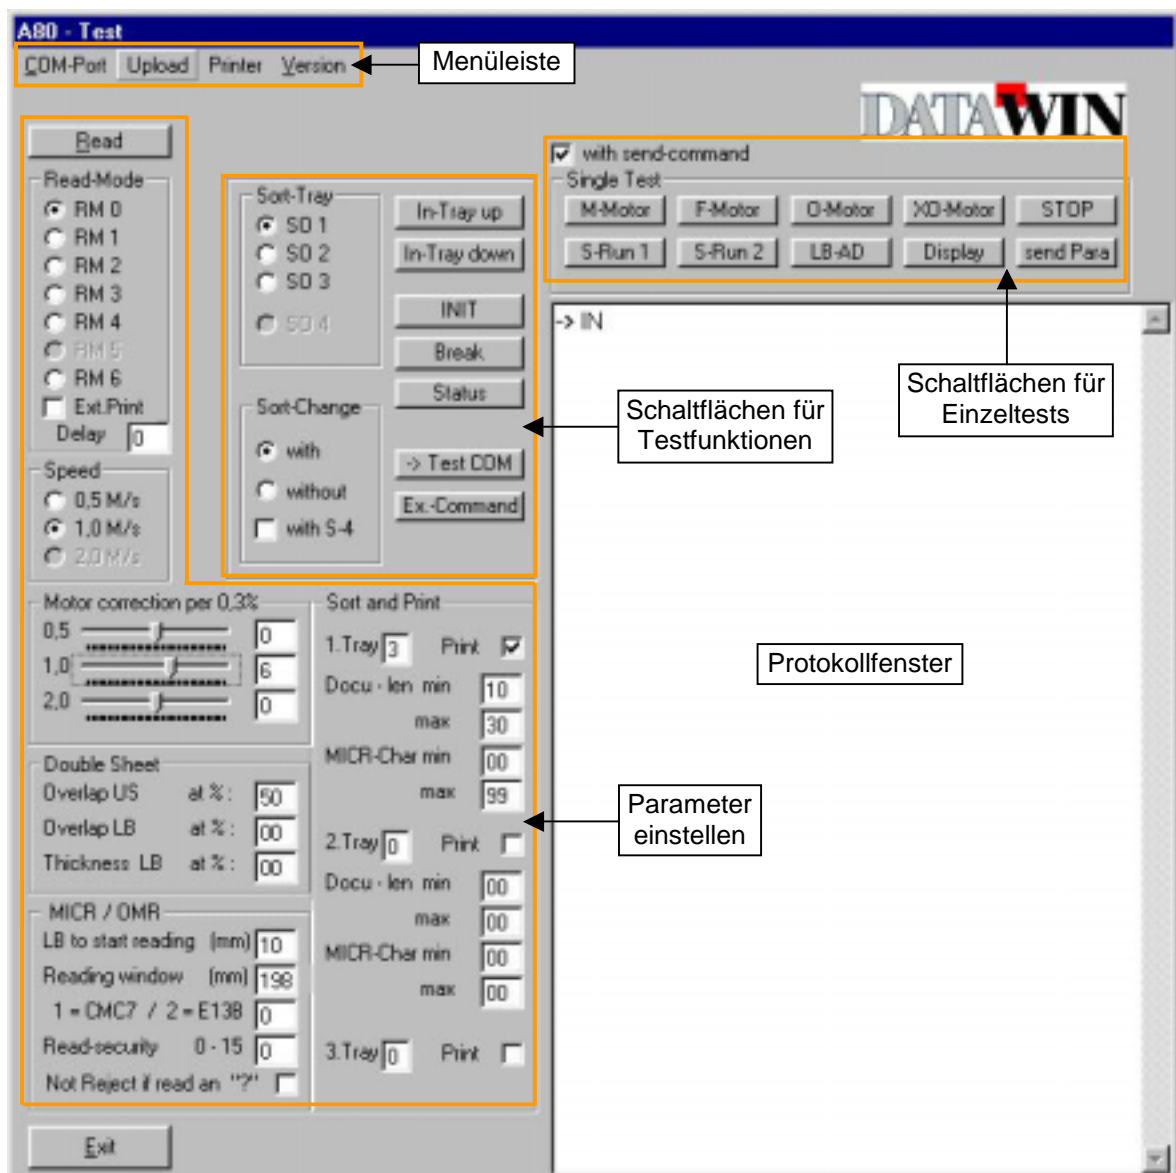 A80 - Test
COM-Port Upload Printer Version
Menüleiste
DATAWIN
Read
with send-command
Read-Mode
RM 0
RM 1
RM 2
RM 3
RM 4
RM 5
RM 6
Ext.Print
Delay 0
Speed
0,5 M/s
1,0 M/s
2,0 M/s
Sort-Tray
SO 1
SO 2
SO 3
SO 4
Sort-Change
with
without
with S-4
In-Tray up
In-Tray down
INIT
Break
Status
-> Test COM
Ex.-Command
Single Test
M-Motor F-Motor O-Motor XO-Motor STOP
S-Run 1 S-Run 2 LB-AD Display send Para
-> IN
Schaltflächen für
Einzeltests
Schaltflächen für
Testfunktionen
Protokollfenster
Parameter
einstellen
Motor correction per 0,3%
0,5 0
1,0 6
2,0 0
Double Sheet
Overlap US at % : 50
Overlap LB at % : 00
Thickness LB at % : 00
MICR / OMR
LB to start reading (mm) 10
Reading window (mm) 198
1 = CMC7 / 2 = E13B 0
Read-security 0 - 15 0
Not Reject if read an "?"
Sort and Print
1.Tray 3 Print
Docu - len min 10
max 30
MICR-Char min 00
max 99
2.Tray 0 Print
Docu - len min 00
max 00
MICR-Char min 00
max 00
3.Tray 0 Print
Exit